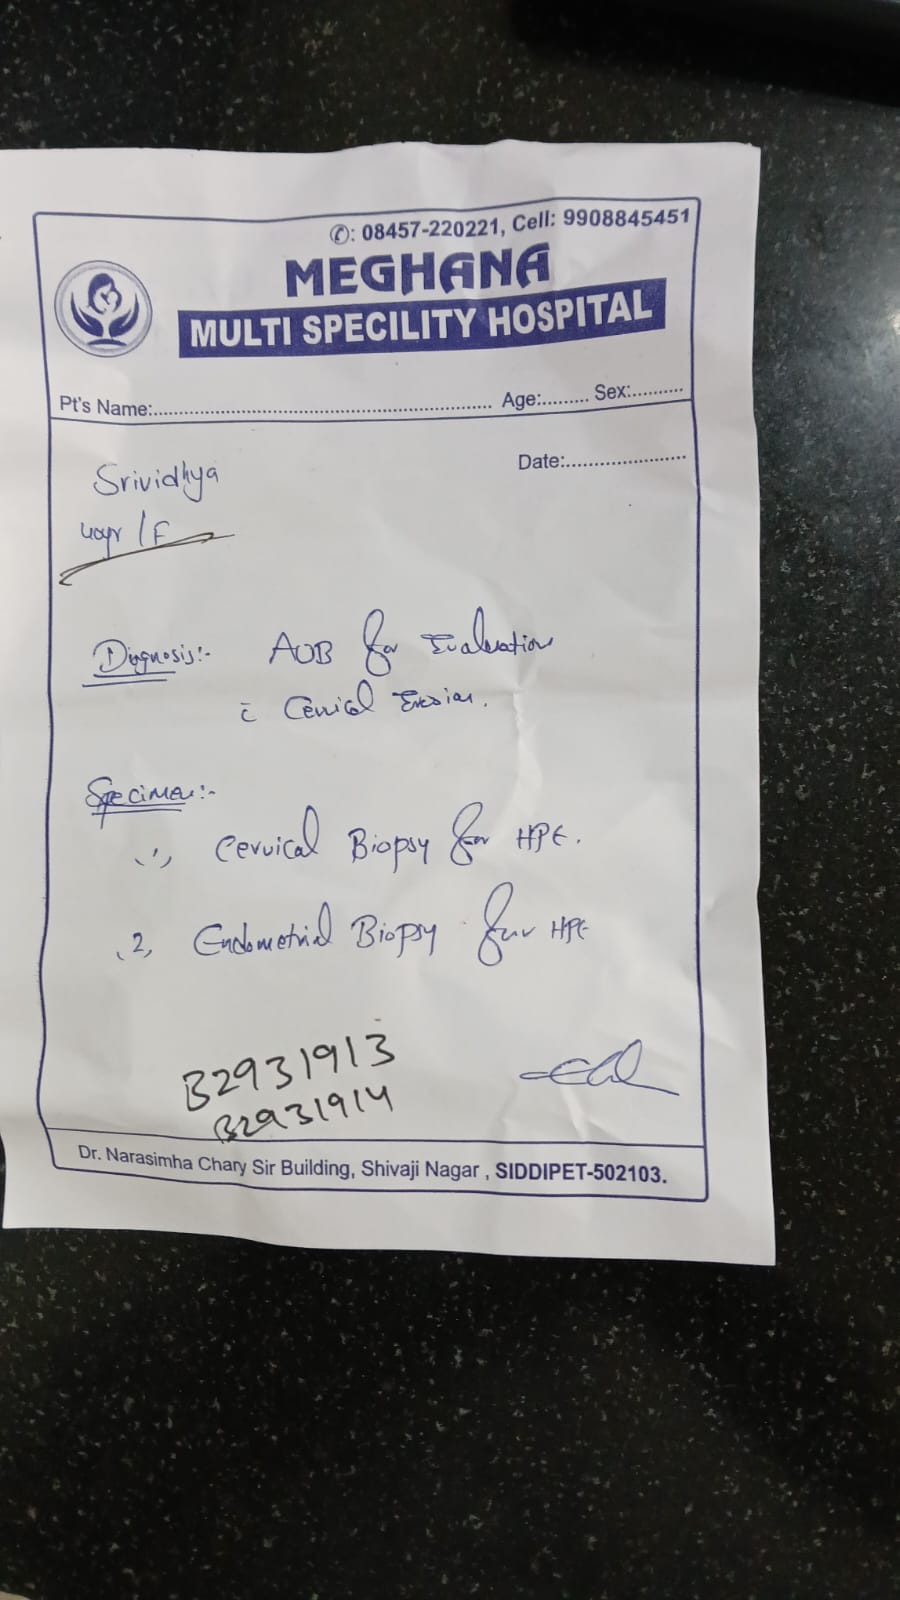 ✆: 08457-220221, Cell: 9908845451
MEGHANA
MULTI SPECILITY HOSPITAL
Pt's Name:.......................................................... Age:......... Sex:..........
Date:......................
Srividhya
40yr / F
Diagnosis:- AUB for Evaluation
c̄ Cervical Erosion.
Specimen:-
1, Cervical Biopsy for HPE.
2, Endometrial Biopsy for HPE
B2931913
B2931914
Dr. Narasimha Chary Sir Building, Shivaji Nagar , SIDDIPET-502103.